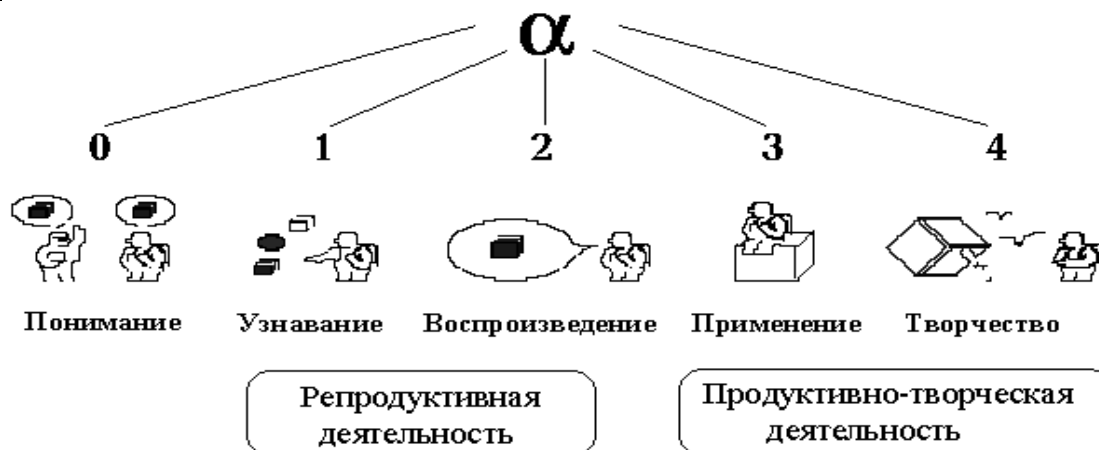 α
0 1 2 3 4
Понимание Узнавание Воспроизведение Применение Творчество
Репродуктивная
деятельность
Продуктивно-творческая
деятельность